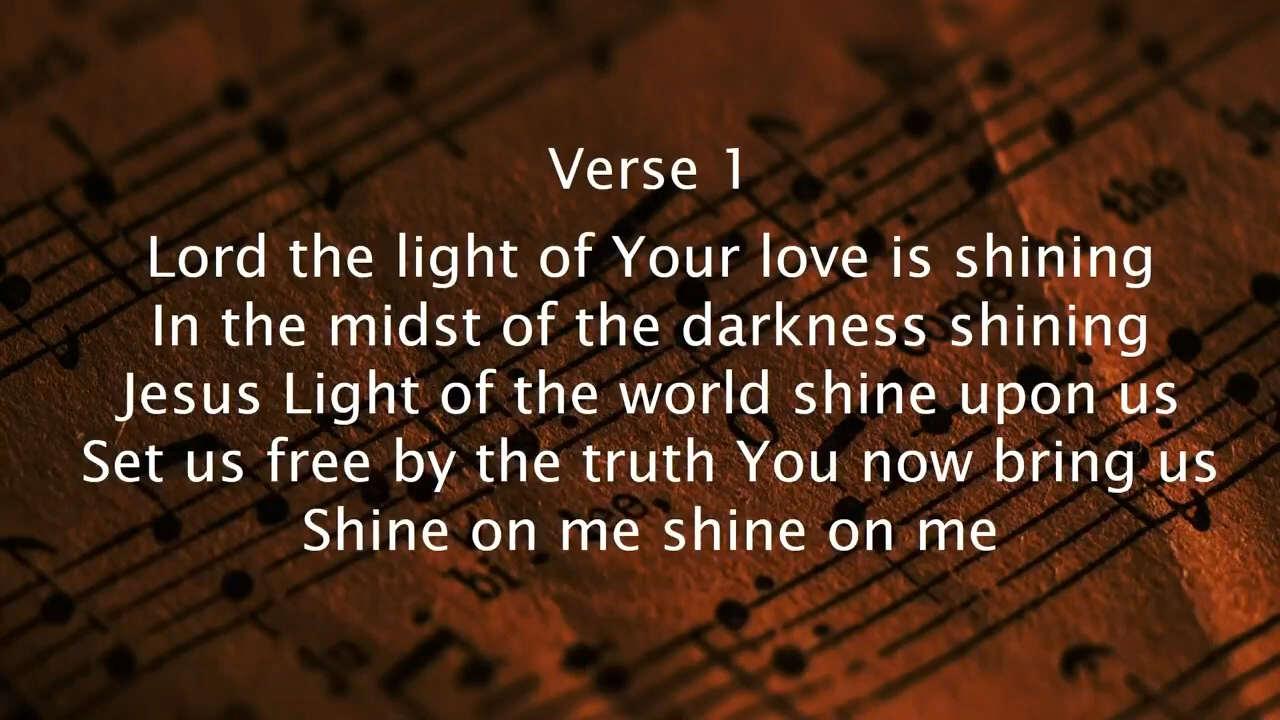 Verse 1
Lord the light of Your love is shining
In the midst of the darkness shining
Jesus Light of the world shine upon us
Set us free by the truth You now bring us
Shine on me shine on me
the